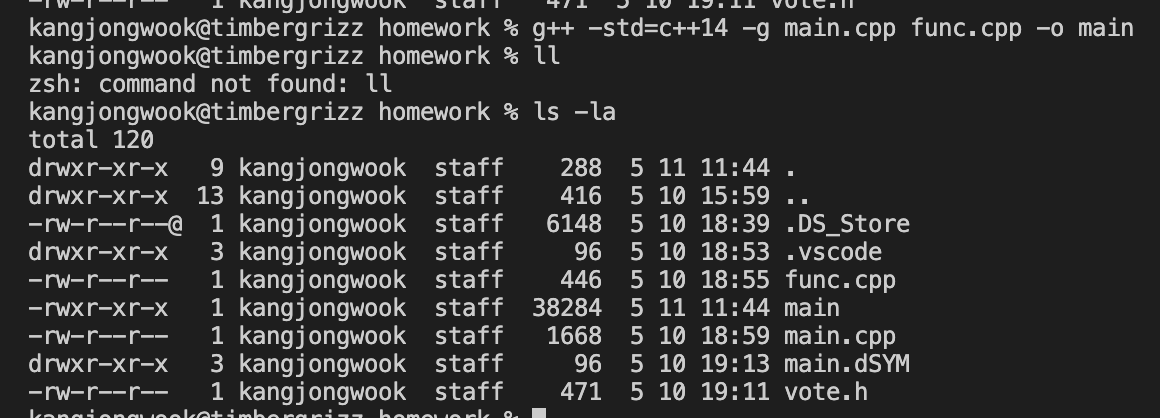 -rw-r--r-- 1 kangjongwook staff 471 5 10 19:11 vote.h
kangjongwook@timbergrizz homework % g++ -std=c++14 -g main.cpp func.cpp -o main
kangjongwook@timbergrizz homework % ll
zsh: command not found: ll
kangjongwook@timbergrizz homework % ls -la
total 120
drwxr-xr-x 9 kangjongwook staff 288 5 11 11:44 .
drwxr-xr-x 13 kangjongwook staff 416 5 10 15:59 ..
-rw-r--r--@ 1 kangjongwook staff 6148 5 10 18:39 .DS_Store
drwxr-xr-x 3 kangjongwook staff 96 5 10 18:53 .vscode
-rw-r--r-- 1 kangjongwook staff 446 5 10 18:55 func.cpp
-rwxr-xr-x 1 kangjongwook staff 38284 5 11 11:44 main
-rw-r--r-- 1 kangjongwook staff 1668 5 10 18:59 main.cpp
drwxr-xr-x 3 kangjongwook staff 96 5 10 19:13 main.dSYM
-rw-r--r-- 1 kangjongwook staff 471 5 10 19:11 vote.h
kangjongwook@timbergrizz homework %